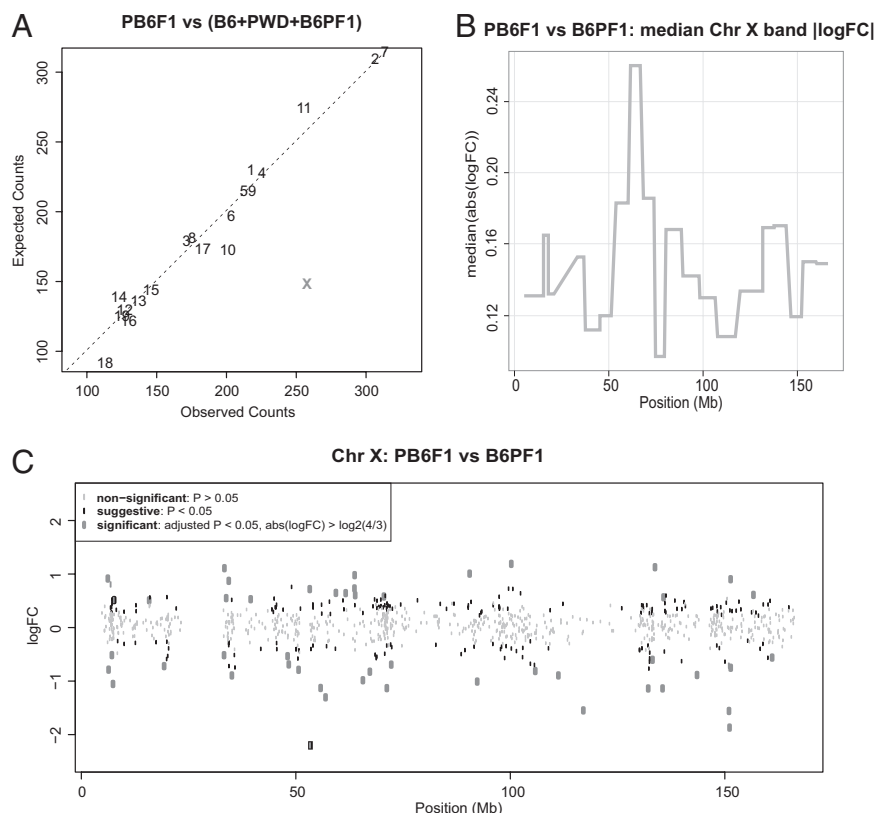 A
PB6F1 vs (B6+PWD+B6PF1)
Expected Counts
300
250
200
150
100
7
2
11
1
4
59
6
8
3
17
10
X
15
14
13
12
16
18
100
150
200
250
300
Observed Counts
B
PB6F1 vs B6PF1: median Chr X band |logFC|
median(abs(logFC))
0.24
0.20
0.16
0.12
0
50
100
150
Position (Mb)
C
Chr X: PB6F1 vs B6PF1
non−significant: P > 0.05
suggestive: P < 0.05
significant: adjusted P < 0.05, abs(logFC) > log2(4/3)
logFC
2
1
0
−1
−2
0
50
100
150
Position (Mb)